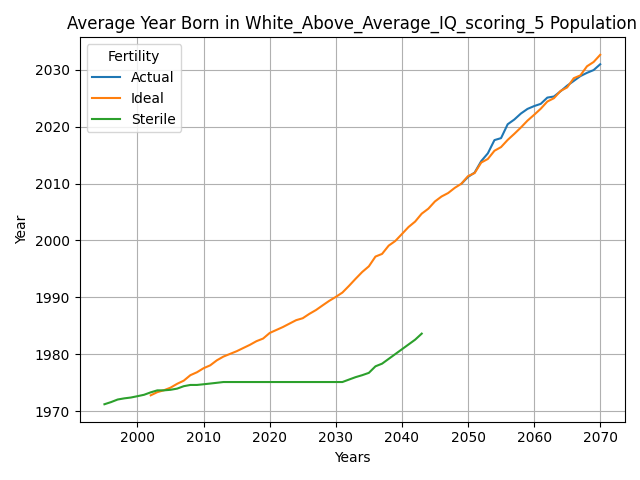 Average Year Born in White_Above_Average_IQ_scoring_5 Population
Fertility
Actual
Ideal
Sterile
2030
2020
2010
2000
1990
1980
1970
Year
2000 2010 2020 2030 2040 2050 2060 2070
Years